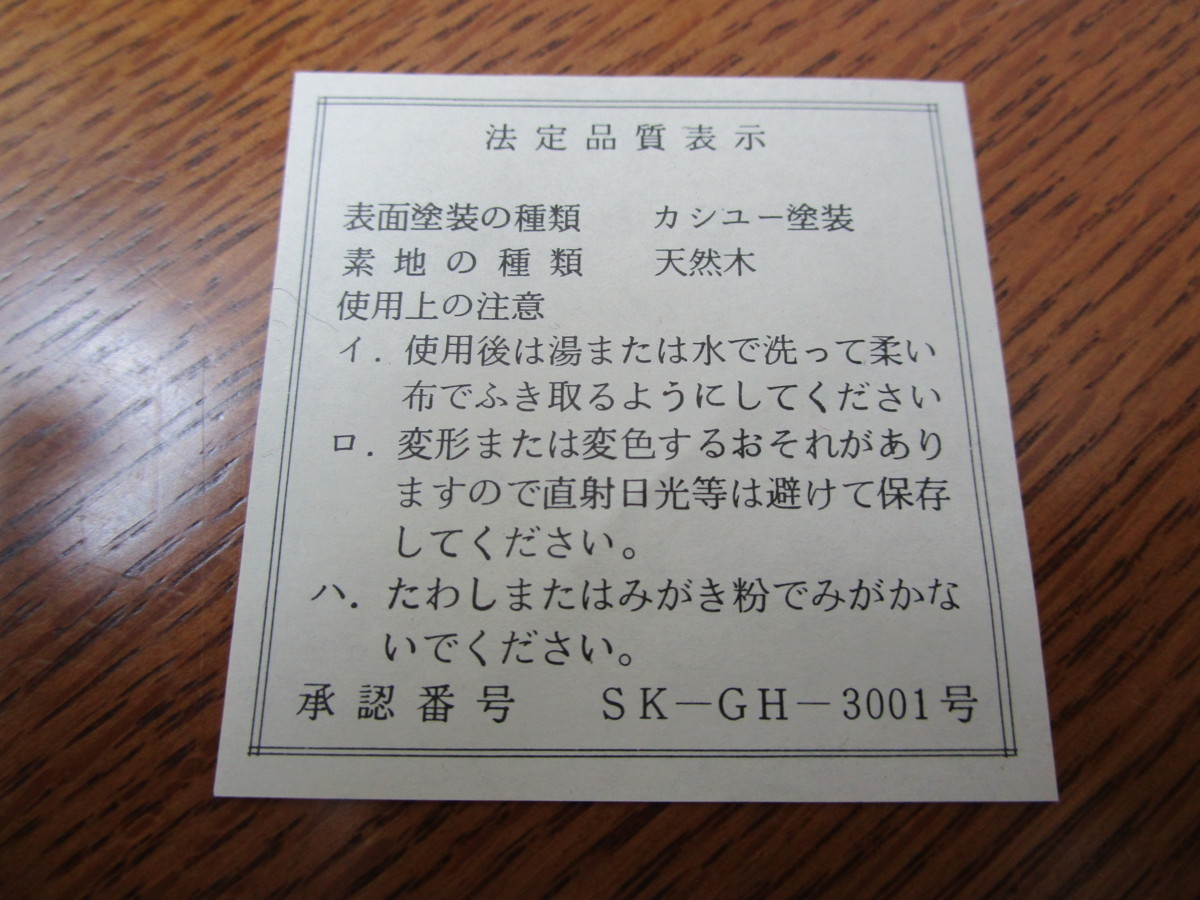 法定品質表示
表面塗装の種類　カシユー塗装
素地の種類　天然木
使用上の注意
イ．使用後は湯または水で洗って柔い
布でふき取るようにしてください
ロ．変形または変色するおそれがあり
ますので直射日光等は避けて保存
してください。
ハ．たわしまたはみがき粉でみがかな
いでください。
承認番号　SK－GH－3001号